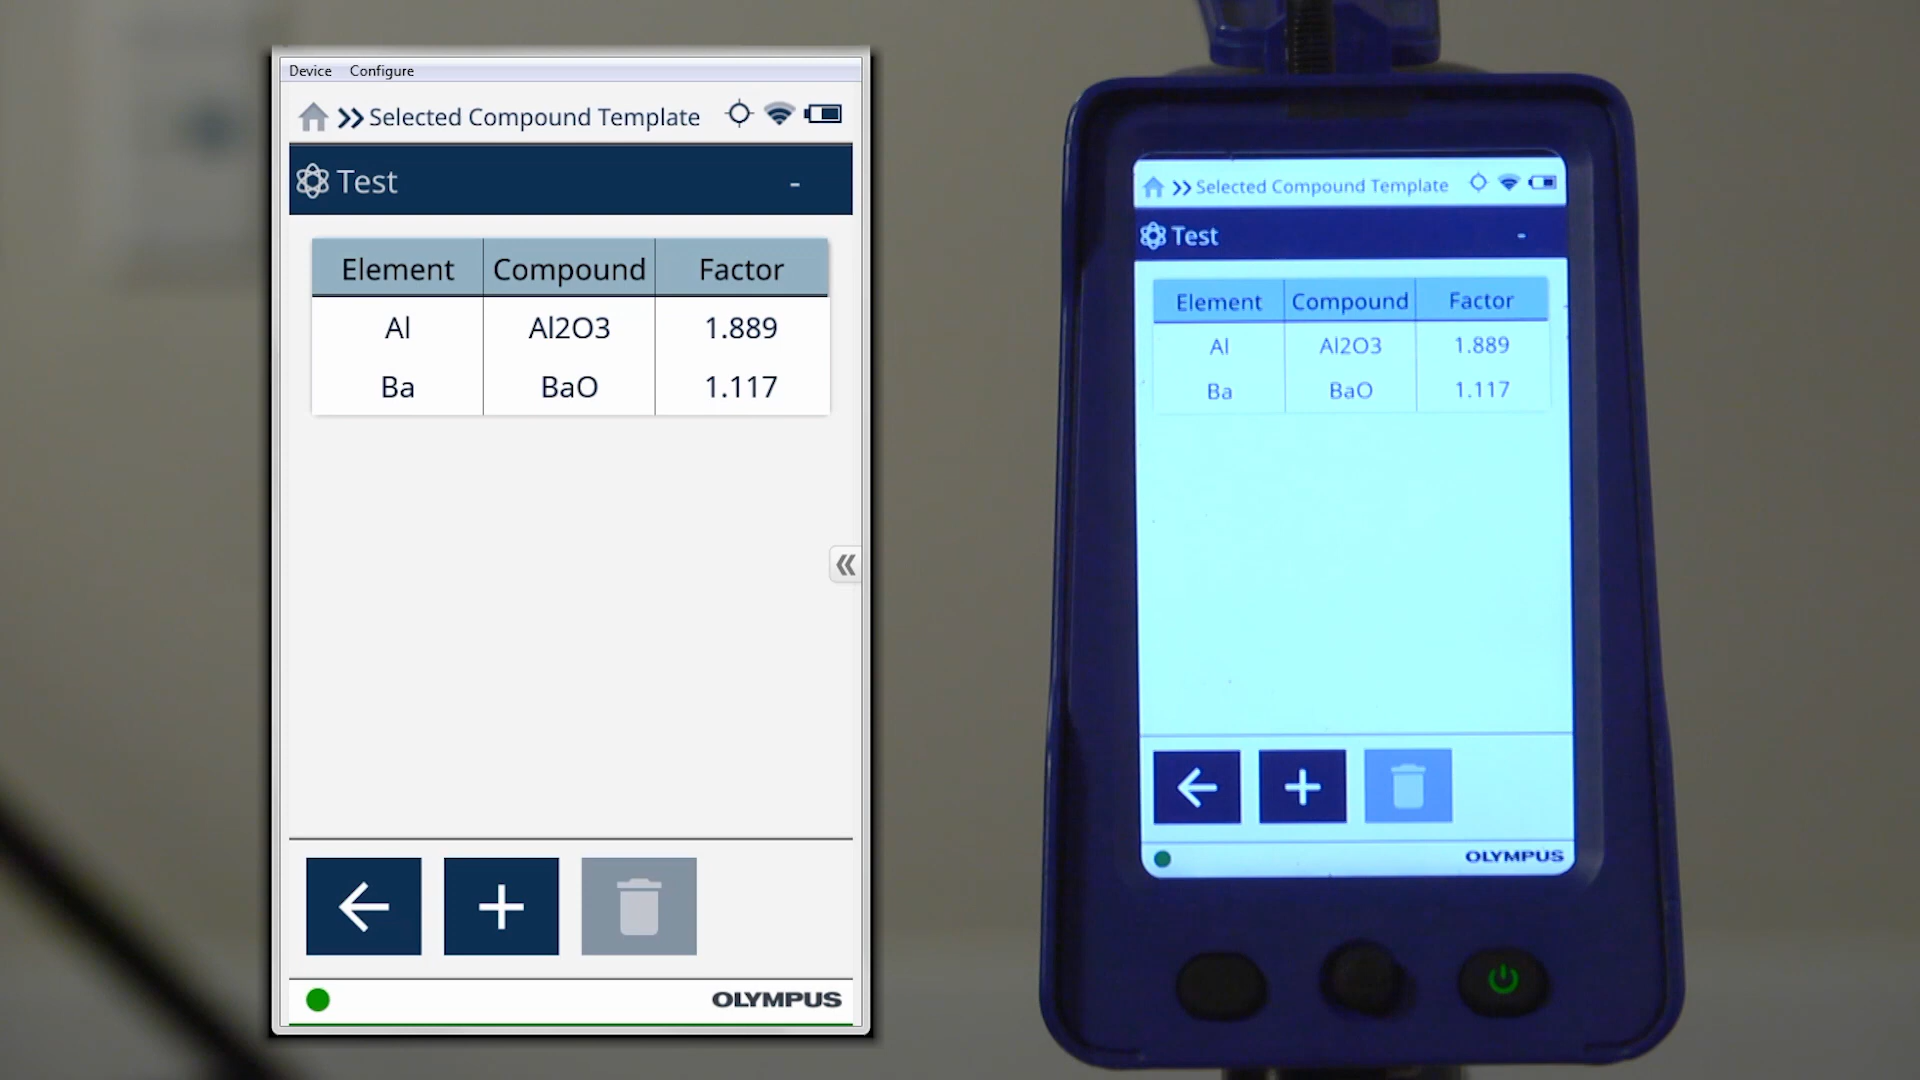 Device Configure
Selected Compound Template
Test -
Element Compound Factor
Al Al2O3 1.889
Ba BaO 1.117
OLYMPUS
Selected Compound Template
Test -
Element Compound Factor
Al Al2O3 1.889
Ba BaO 1.117
OLYMPUS